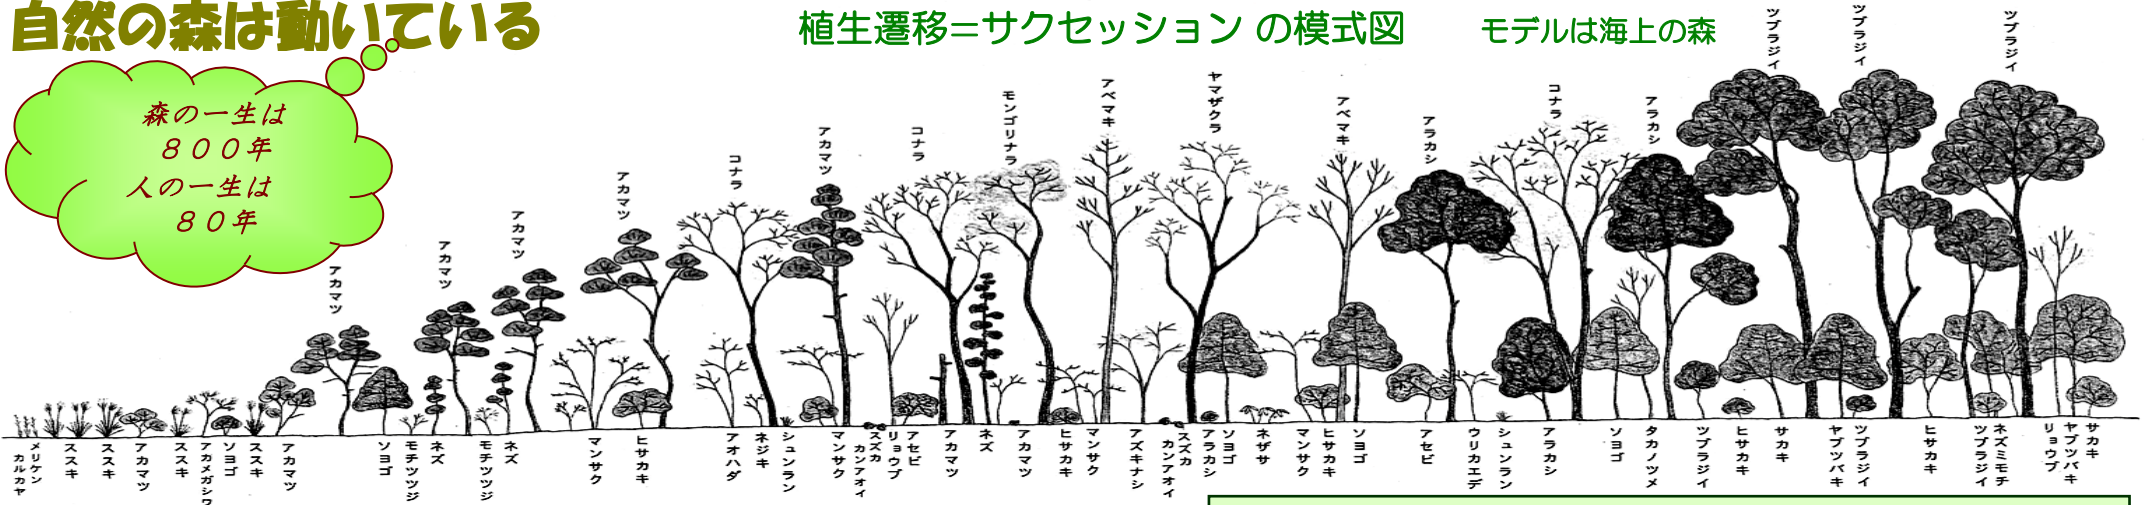 自然の森は動いている
植生遷移＝サクセッション の模式図
モデルは海上の森
森の一生は
８００年
人の一生は
８０年
アカマツ
アカマツ
アカマツ
アカマツ
コナラ
アカマツ
コナラ
モンゴリナラ
アベマキ
ヤマザクラ
アベマキ
アラカシ
コナラ
アラカシ
ツブラジイ
ツブラジイ
ツブラジイ
メリケン
カルカヤ
ススキ
ススキ
アカマツ
ススキ
アカメガシワ
ソヨゴ
ススキ
アカマツ
ソヨゴ
モチツツジ
ネズ
モチツツジ
ネズ
マンサク
ヒサカキ
アオハダ
ネジキ
シュンラン
マンサク
スズカ
カンアオイ
リョウブ
アセビ
アカマツ
ネズ
アカマツ
ヒサカキ
マンサク
アズキナシ
スズカ
カンアオイ
アラカシ
ソヨゴ
ネザサ
マンサク
ヒサカキ
ソヨゴ
アセビ
ウリカエデ
シュンラン
アラカシ
ソヨゴ
タカノツメ
ツブラジイ
ヒサカキ
サカキ
ヤブツバキ
ツブラジイ
ヒサカキ
ツブラジイ
ネズミモチ
リョウブ
ヤブツバキ
サカキ